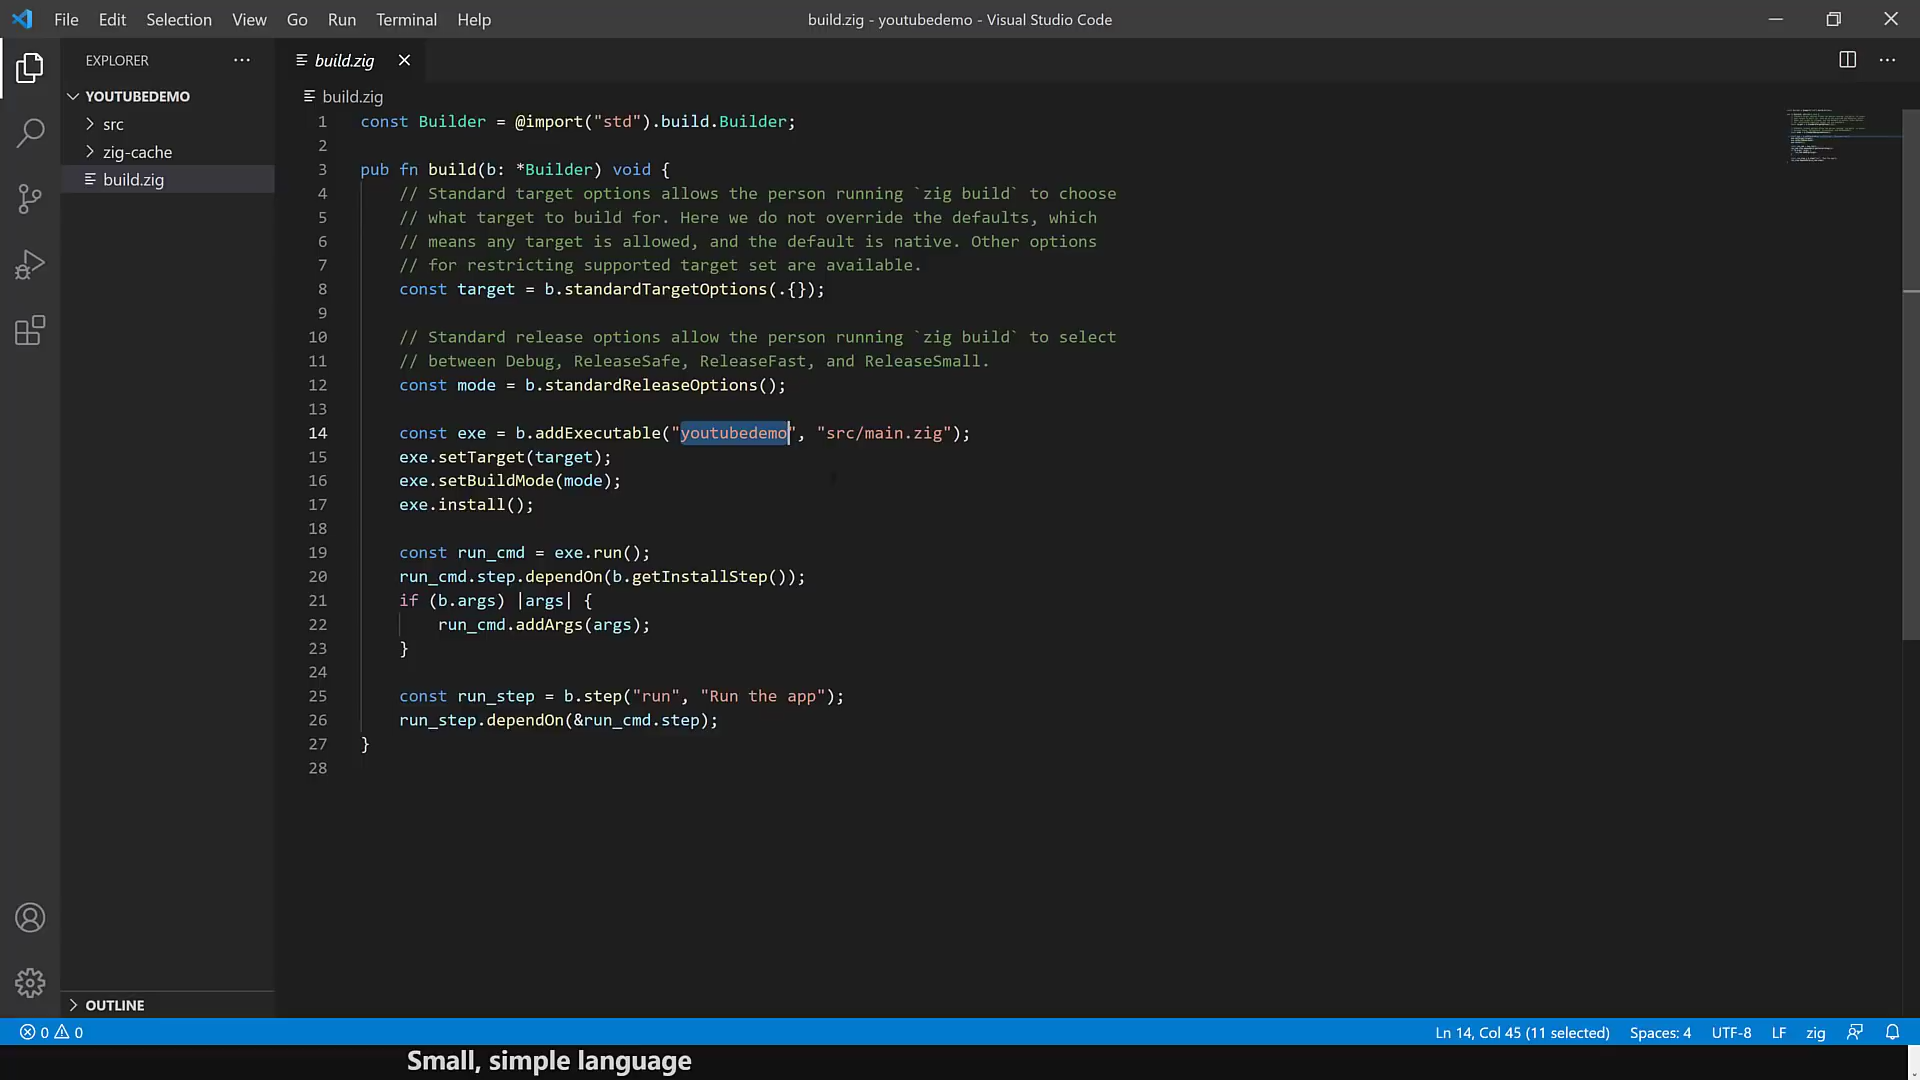 File Edit Selection View Go Run Terminal Help
build.zig - youtubedemo - Visual Studio Code
EXPLORER
build.zig
YOUTUBEDEMO
src
zig-cache
build.zig
build.zig
1 const Builder = @import("std").build.Builder;
2
3 pub fn build(b: *Builder) void {
4 // Standard target options allows the person running `zig build` to choose
5 // what target to build for. Here we do not override the defaults, which
6 // means any target is allowed, and the default is native. Other options
7 // for restricting supported target set are available.
8 const target = b.standardTargetOptions(.{});
9
10 // Standard release options allow the person running `zig build` to select
11 // between Debug, ReleaseSafe, ReleaseFast, and ReleaseSmall.
12 const mode = b.standardReleaseOptions();
13
14 const exe = b.addExecutable("youtubedemo", "src/main.zig");
15 exe.setTarget(target);
16 exe.setBuildMode(mode);
17 exe.install();
18
19 const run_cmd = exe.run();
20 run_cmd.step.dependOn(b.getInstallStep());
21 if (b.args) |args| {
22 run_cmd.addArgs(args);
23 }
24
25 const run_step = b.step("run", "Run the app");
26 run_step.dependOn(&run_cmd.step);
27 }
28
OUTLINE
0 0
Ln 14, Col 45 (11 selected) Spaces: 4 UTF-8 LF zig
Small, simple language